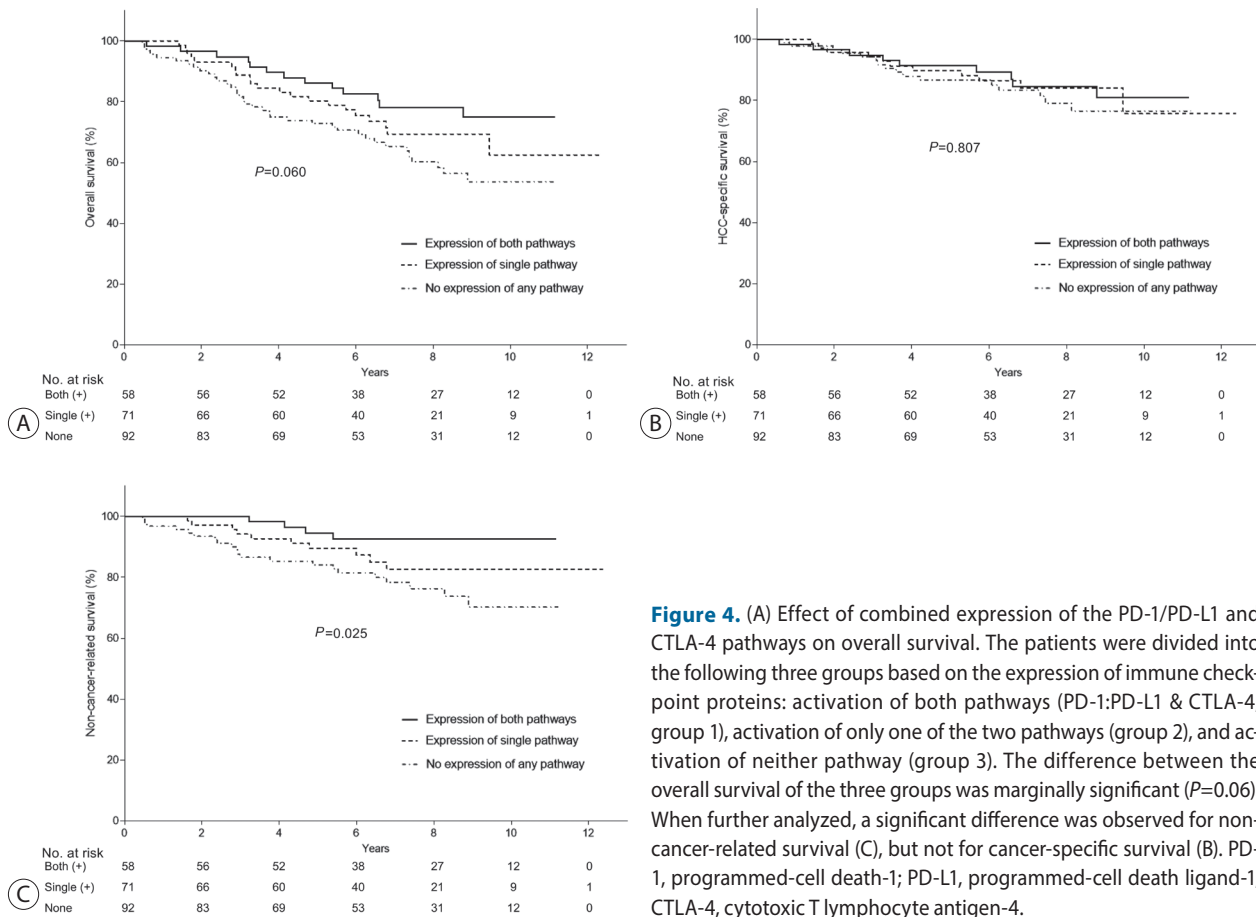 100
80
60
40
20
0
Overall survival (%)
P=0.060
Expression of both pathways
Expression of single pathway
No expression of any pathway
0 2 4 6 8 10 12
Years
No. at risk
Both (+) 58 56 52 38 27 12 0
Single (+) 71 66 60 40 21 9 1
None 92 83 69 53 31 12 0
A
100
80
60
40
20
0
HCC-specific survival (%)
P=0.807
Expression of both pathways
Expression of single pathway
No expression of any pathway
0 2 4 6 8 10 12
Years
No. at risk
Both (+) 58 56 52 38 27 12 0
Single (+) 71 66 60 40 21 9 1
None 92 83 69 53 31 12 0
B
100
80
60
40
20
0
Non-cancer-related survival (%)
P=0.025
Expression of both pathways
Expression of single pathway
No expression of any pathway
0 2 4 6 8 10 12
Years
No. at risk
Both (+) 58 56 52 38 27 12 0
Single (+) 71 66 60 40 21 9 1
None 92 83 69 53 31 12 0
C
Figure 4. (A) Effect of combined expression of the PD-1/PD-L1 and
CTLA-4 pathways on overall survival. The patients were divided into
the following three groups based on the expression of immune check-
point proteins: activation of both pathways (PD-1:PD-L1 & CTLA-4,
group 1), activation of only one of the two pathways (group 2), and ac-
tivation of neither pathway (group 3). The difference between the
overall survival of the three groups was marginally significant (P=0.06)
When further analyzed, a significant difference was observed for non-
cancer-related survival (C), but not for cancer-specific survival (B). PD-
1, programmed-cell death-1; PD-L1, programmed-cell death ligand-1
CTLA-4, cytotoxic T lymphocyte antigen-4.